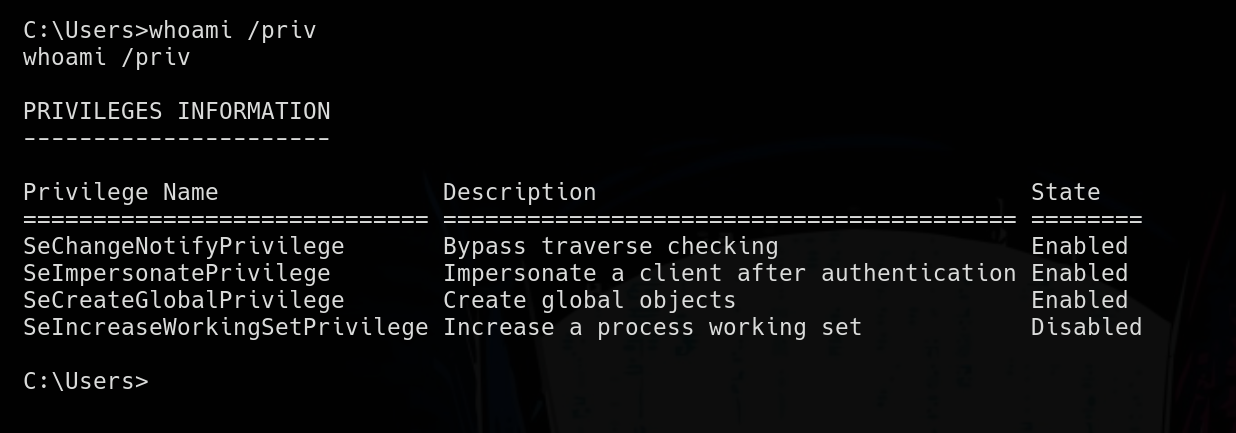 C:\Users>whoami /priv
whoami /priv
PRIVILEGES INFORMATION
----------------------
Privilege Name Description State
============================= ========================================= ========
SeChangeNotifyPrivilege Bypass traverse checking Enabled
SeImpersonatePrivilege Impersonate a client after authentication Enabled
SeCreateGlobalPrivilege Create global objects Enabled
SeIncreaseWorkingSetPrivilege Increase a process working set Disabled
C:\Users>